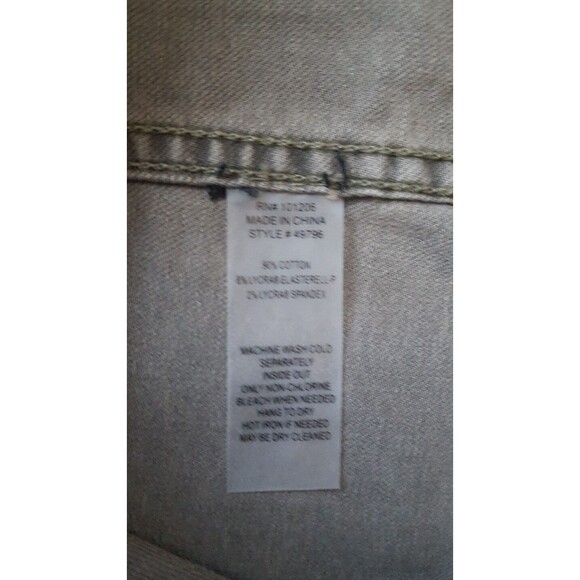 RN# 101206
MADE IN CHINA
STYLE # 49796
90% COTTON
8% LYCRA® ELASTERELL P
2% LYCRA® SPANDEX
MACHINE WASH COLD
SEPARATELY
INSIDE OUT
ONLY NON-CHLORINE
BLEACH WHEN NEEDED
HANG TO DRY
HOT IRON IF NEEDED
MAY BE DRY CLEANED